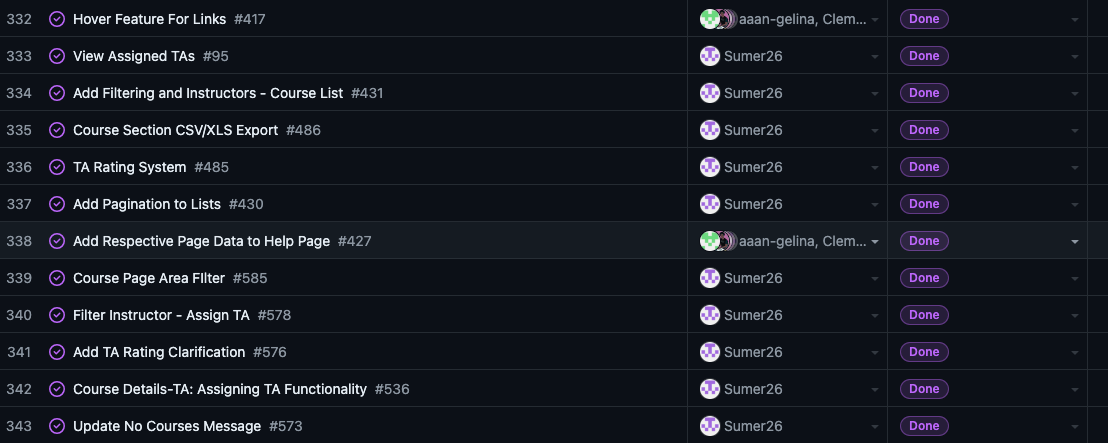 332 Hover Feature For Links #417 aaan-gelina, Clem... Done
333 View Assigned TAs #95 Sumer26 Done
334 Add Filtering and Instructors - Course List #431 Sumer26 Done
335 Course Section CSV/XLS Export #486 Sumer26 Done
336 TA Rating System #485 Sumer26 Done
337 Add Pagination to Lists #430 Sumer26 Done
338 Add Respective Page Data to Help Page #427 aaan-gelina, Clem... Done
339 Course Page Area FIlter #585 Sumer26 Done
340 Filter Instructor - Assign TA #578 Sumer26 Done
341 Add TA Rating Clarification #576 Sumer26 Done
342 Course Details-TA: Assigning TA Functionality #536 Sumer26 Done
343 Update No Courses Message #573 Sumer26 Done